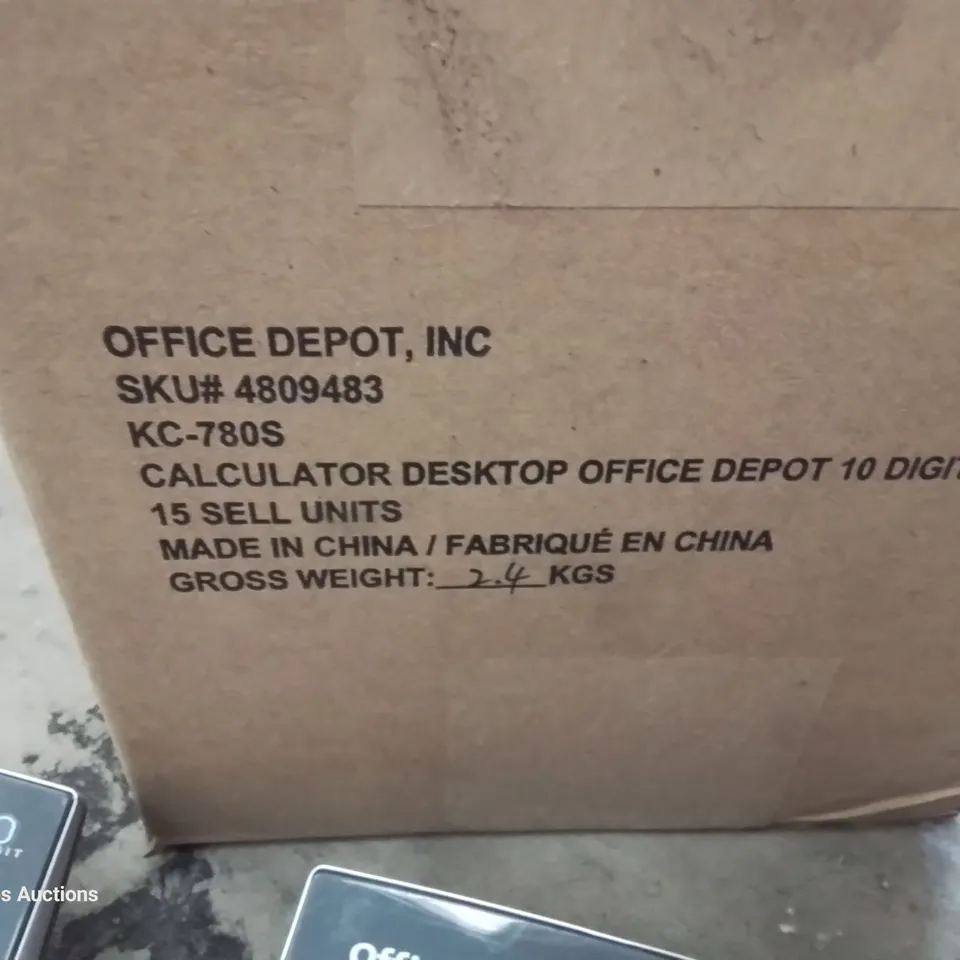 OFFICE DEPOT, INC
SKU# 4809483
KC-780S
CALCULATOR DESKTOP OFFICE DEPOT 10 DIGIT
15 SELL UNITS
MADE IN CHINA / FABRIQUÉ EN CHINA
GROSS WEIGHT: 2.4 KGS
s Auctions